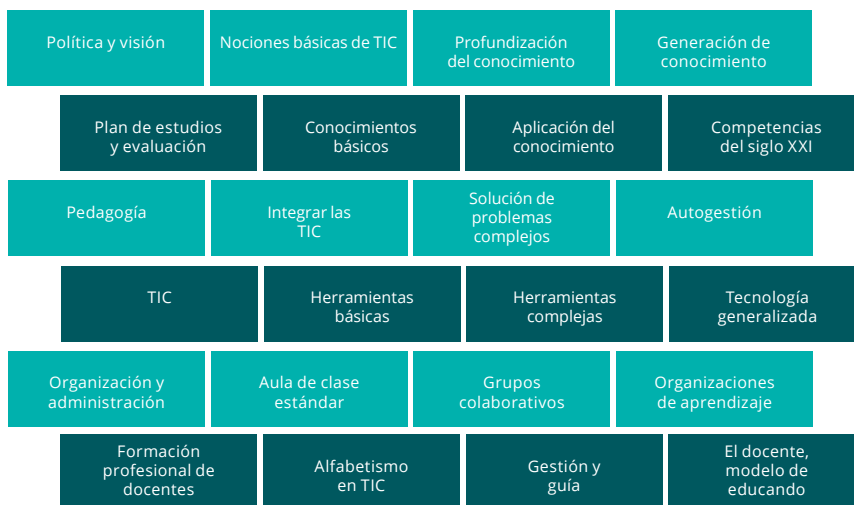 Política y visión
Nociones básicas de TIC
Profundización
del conocimiento
Generación de
conocimiento
Plan de estudios
y evaluación
Conocimientos
básicos
Aplicación del
conocimiento
Competencias
del siglo XXI
Pedagogía
Integrar las
TIC
Solución de
problemas
complejos
Autogestión
TIC
Herramientas
básicas
Herramientas
complejas
Tecnología
generalizada
Organización y
administración
Aula de clase
estándar
Grupos
colaborativos
Organizaciones
de aprendizaje
Formación
profesional de
docentes
Alfabetismo
en TIC
Gestión y
guía
El docente,
modelo de
educando